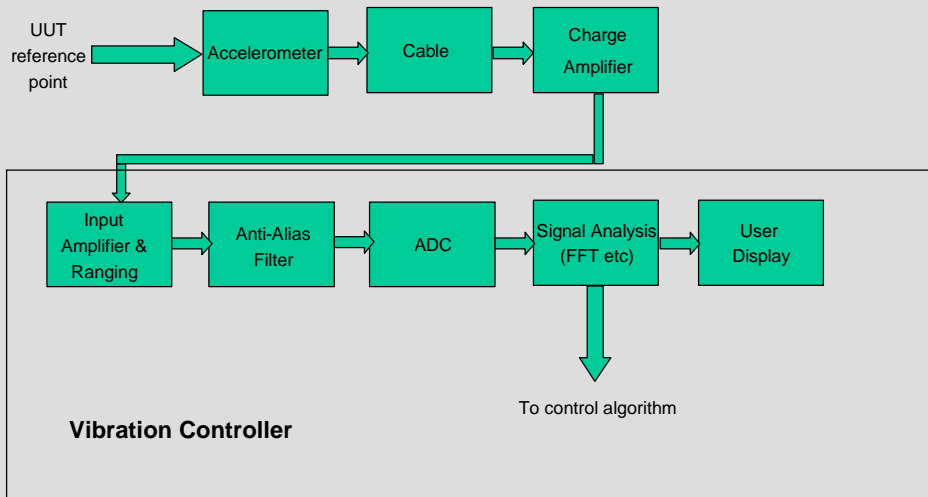 UUT
reference
point
Accelerometer
Cable
Charge
Amplifier
Input
Amplifier &
Ranging
Anti-Alias
Filter
ADC
Signal Analysis
(FFT etc)
User
Display
To control algorithm
Vibration Controller